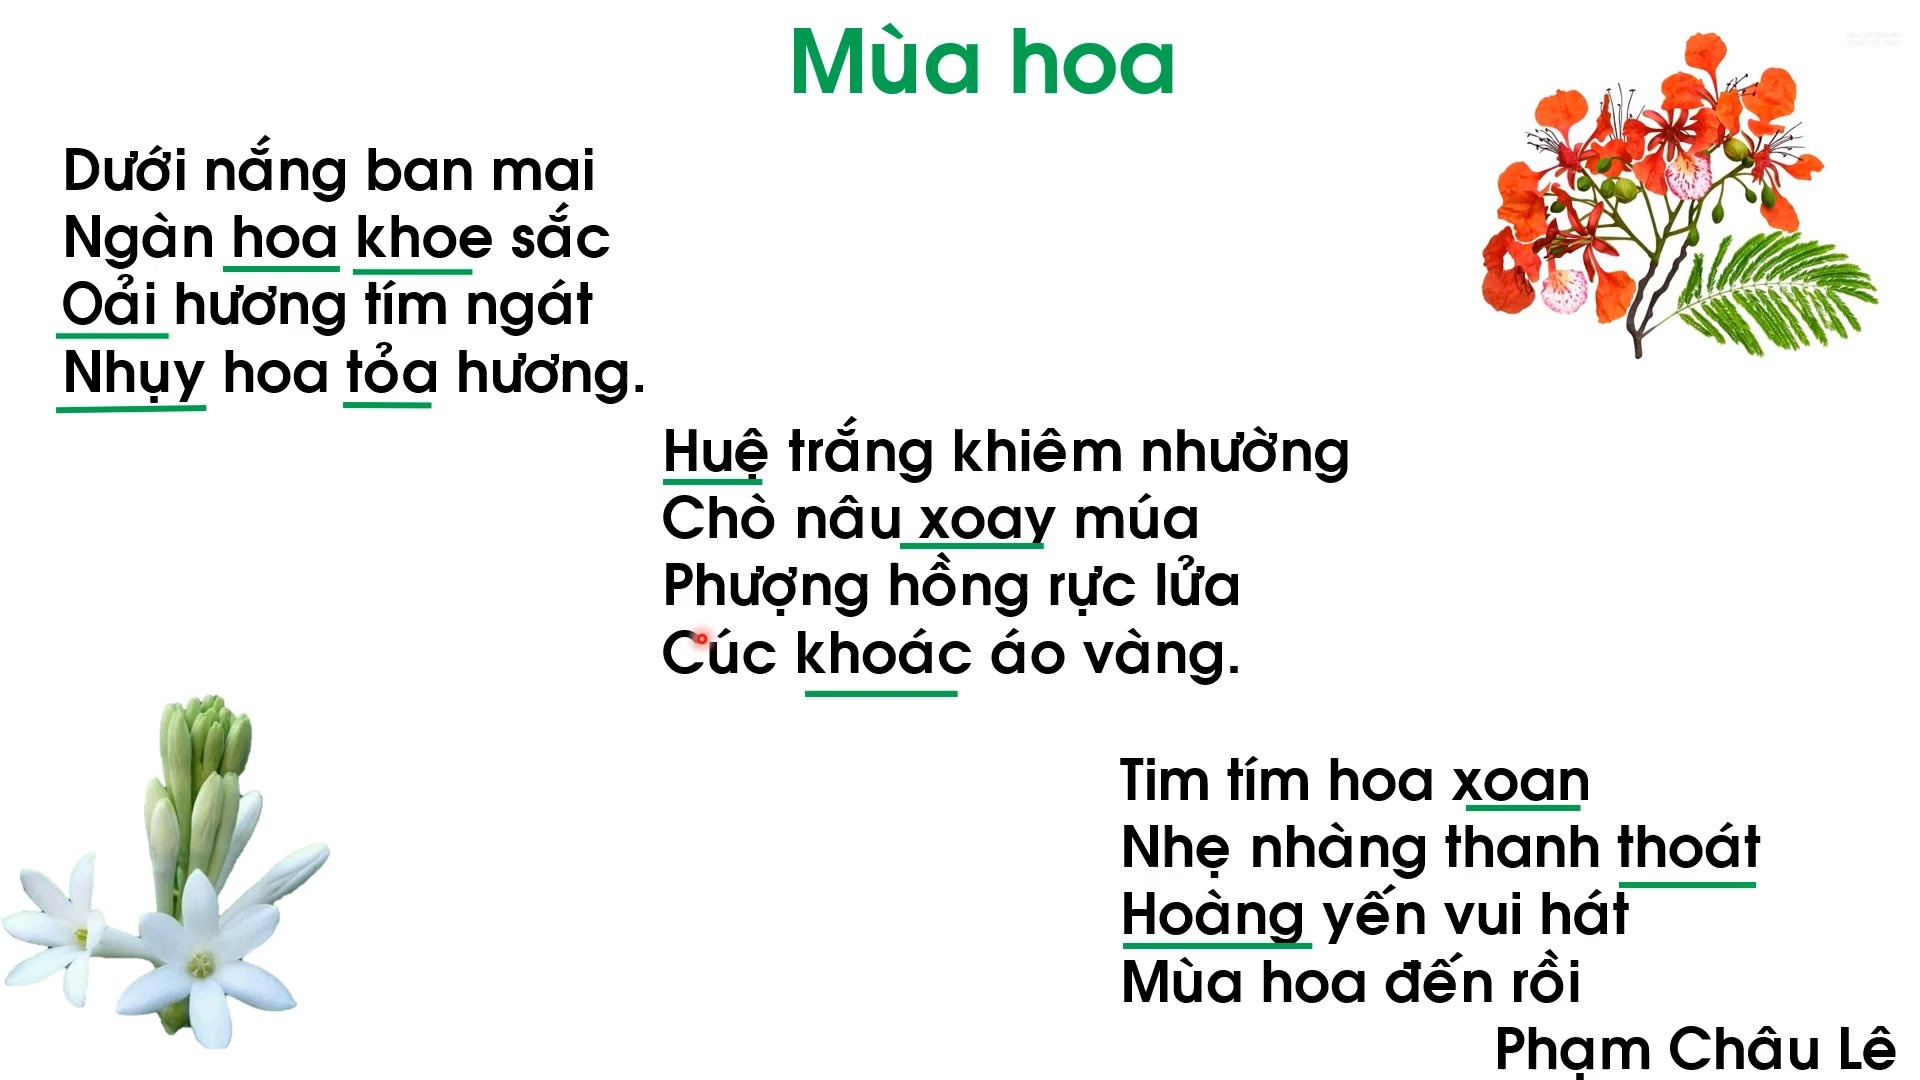 Mùa hoa
Dưới nắng ban mai
Ngàn hoa khoe sắc
Oải hương tím ngát
Nhụy hoa tỏa hương.
Huệ trắng khiêm nhường
Chò nâu xoay múa
Phượng hồng rực lửa
Cúc khoác áo vàng.
Tim tím hoa xoan
Nhẹ nhàng thanh thoát
Hoàng yến vui hát
Mùa hoa đến rồi
Phạm Châu Lê